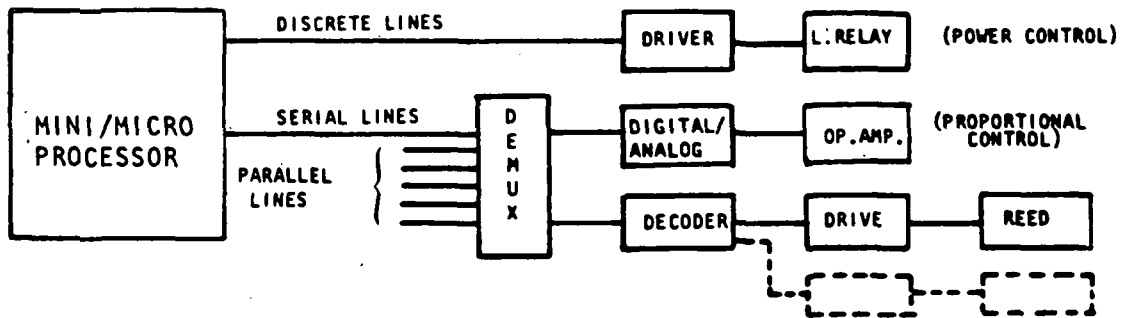 DISCRETE LINES
DRIVER
L.RELAY
(POWER CONTROL)
MINI/MICRO
PROCESSOR
SERIAL LINES
PARALLEL
LINES
DEMUX
DIGITAL/
ANALOG
OP.AMP.
(PROPORTIONAL
CONTROL)
DECODER
DRIVE
REED